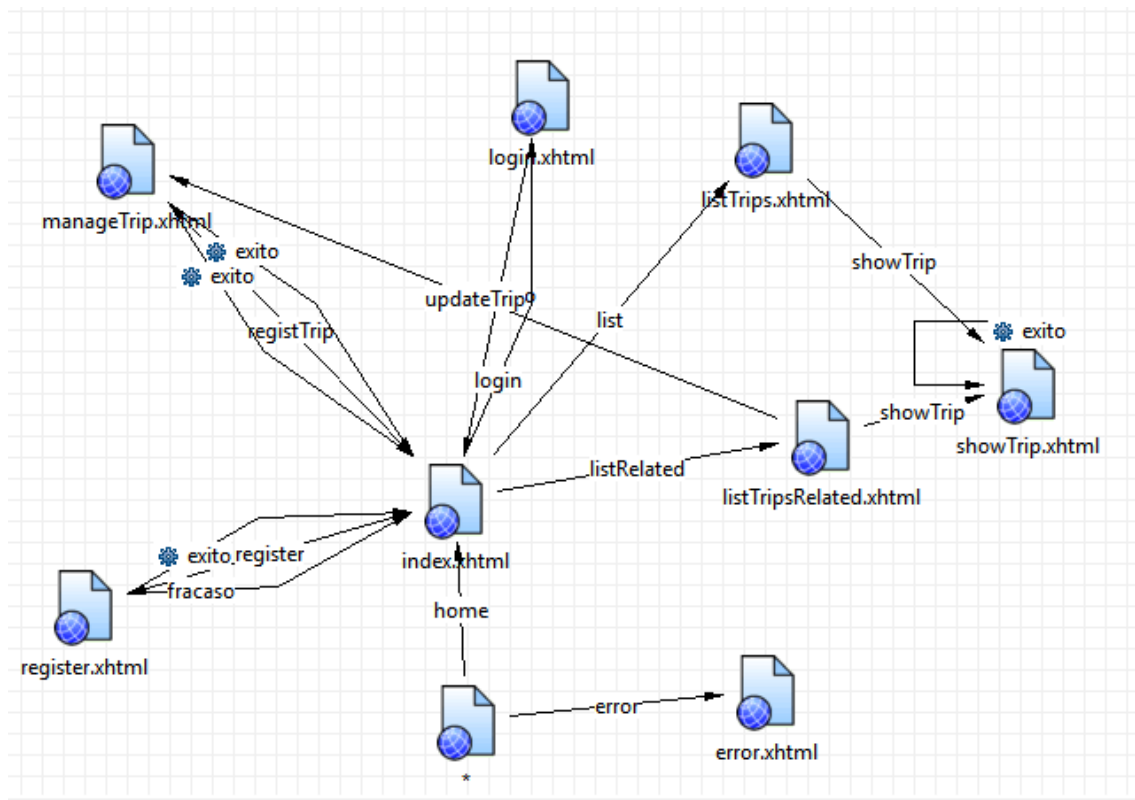 login.xhtml
listTrips.xhtml
manageTrip.xhtml
exito
showTrip
exito
updateTrip
list
registTrip
exito
login
showTrip
showTrip.xhtml
listRelated
listTripsRelated.xhtml
exito
register
index.xhtml
fracaso
home
register.xhtml
error
error.xhtml
*